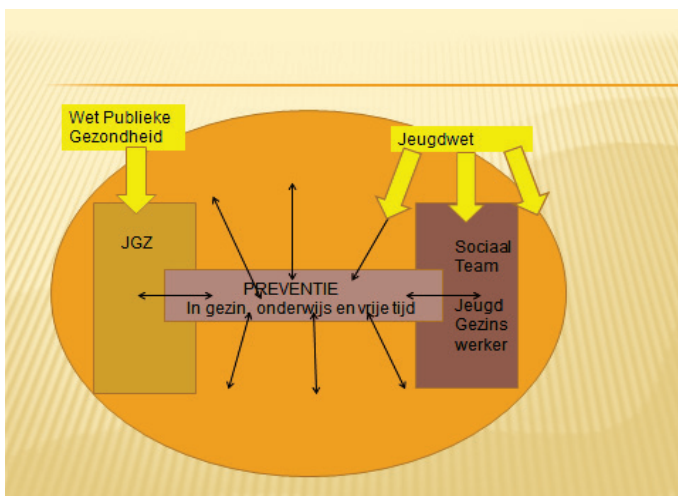 Wet Publieke
Gezondheid
Jeugdwet
JGZ
Sociaal
Team
Jeugd
Gezins
werker
PREVENTIE
In gezin, onderwijs en vrije tijd